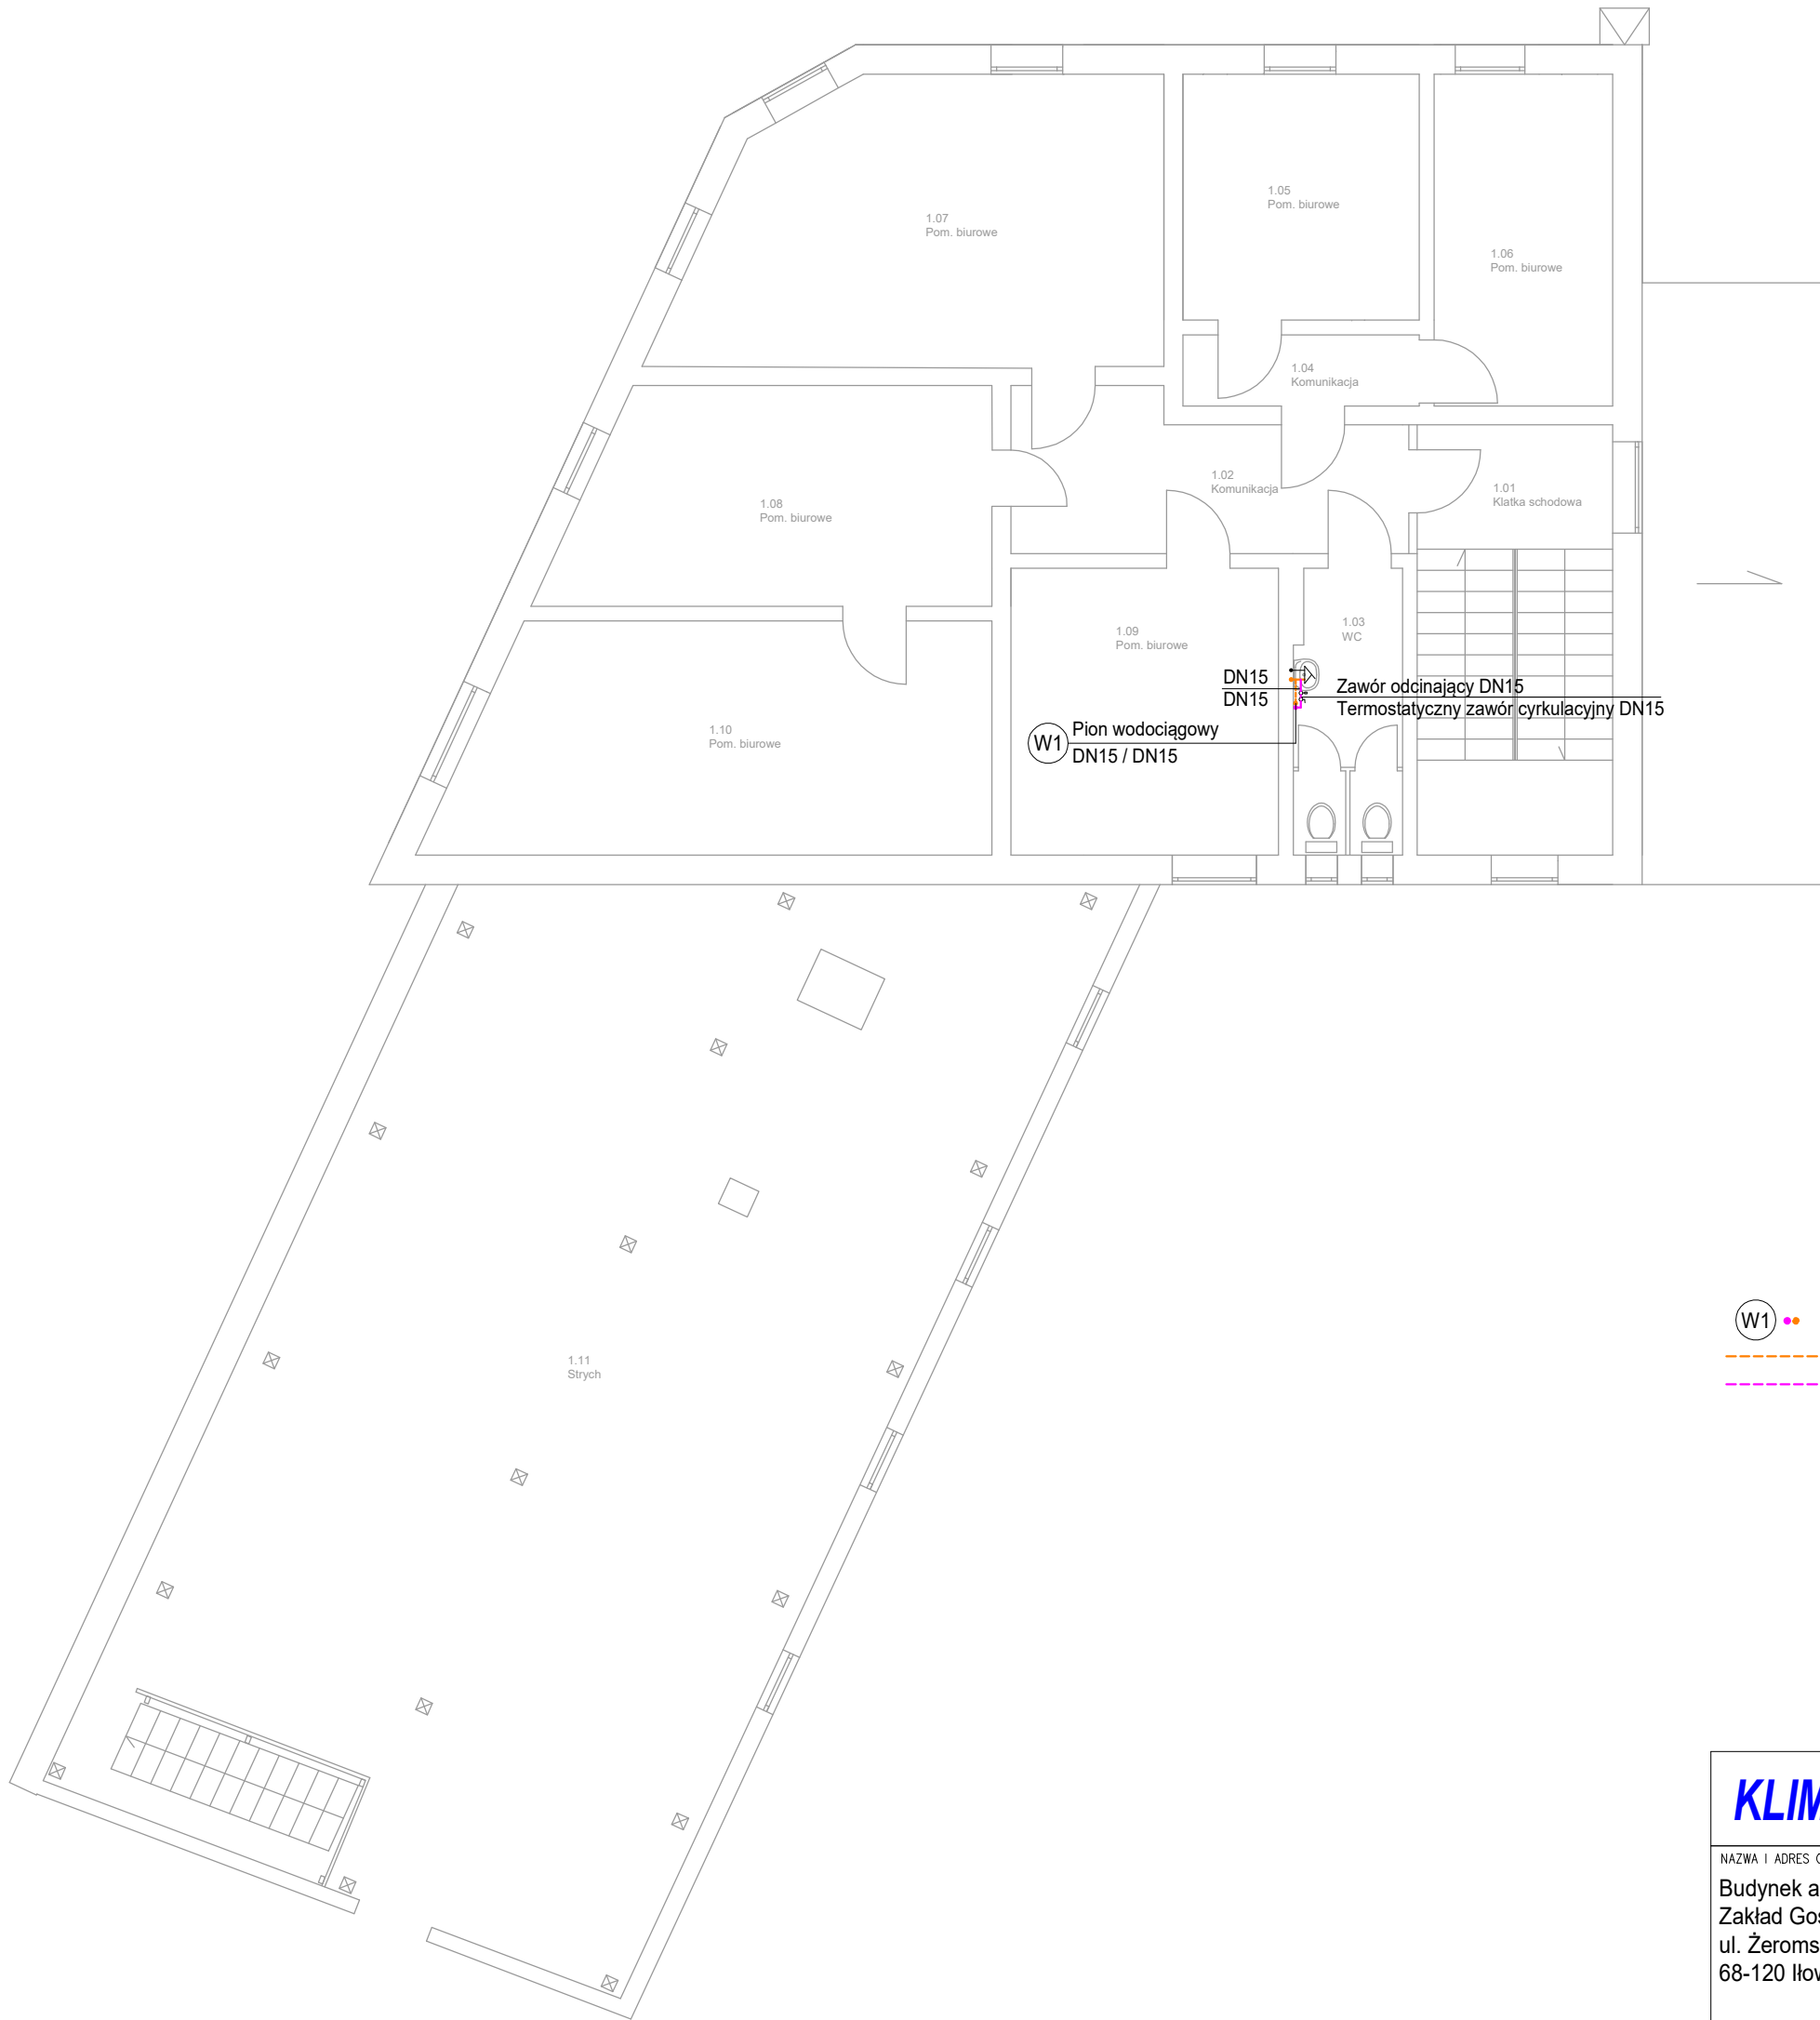 1.05
Pom. biurowe
1.07
Pom. biurowe
1.06
Pom. biurowe
1.04
Komunikacja
1.02
Komunikacja
1.01
Klatka schodowa
1.08
Pom. biurowe
1.03
WC
1.09
Pom. biurowe
DN15
DN15
Zawór odcinający DN15
Termostatyczny zawór cyrkulacyjny DN15
W1
Pion wodociągowy
DN15 / DN15
1.10
Pom. biurowe
W1
1.11
Strych
NAZWA I ADRES
Budynek
Zakład
ul.
68-120